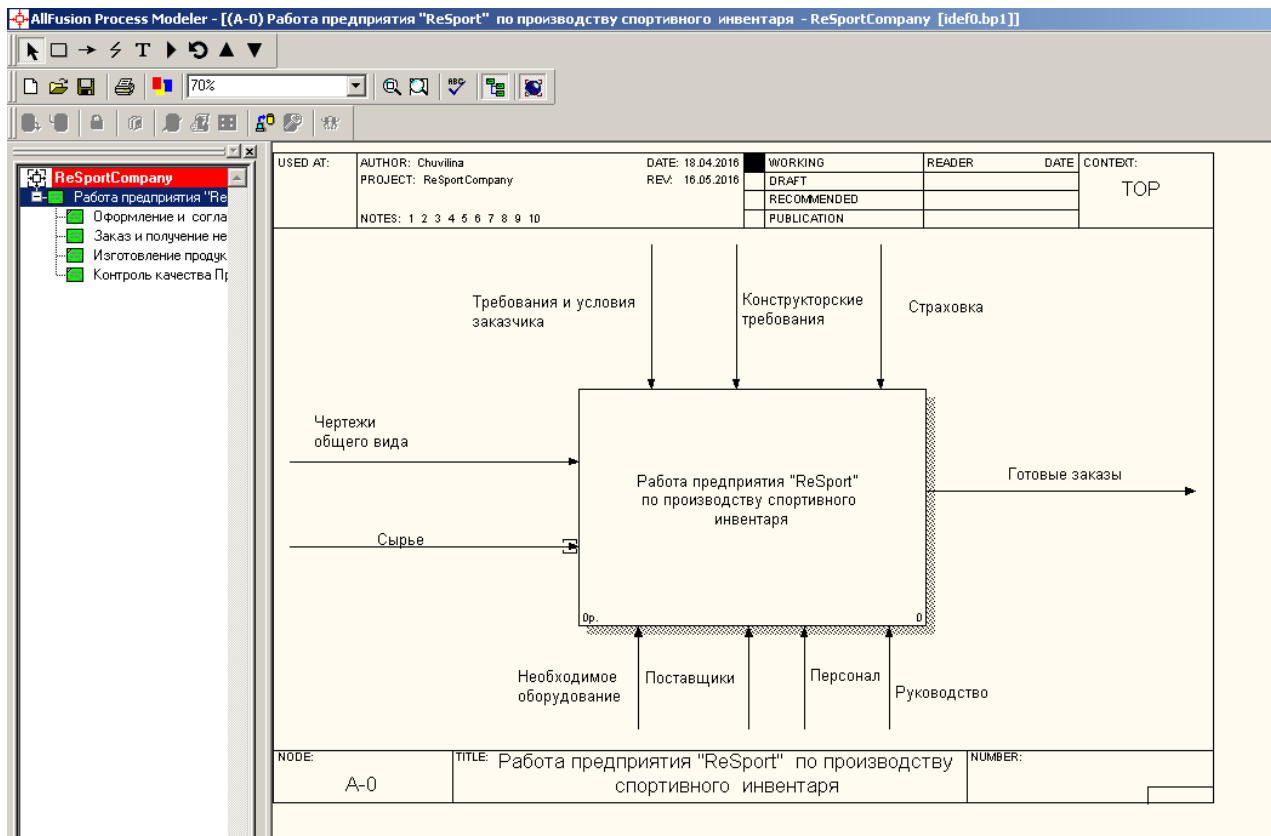 AllFusion Process Modeler - [(A-0) Работа предприятия "ReSport" по производству спортивного инвентаря - ReSportCompany [idef0.bp1]]
T
70%
ABC
ReSportCompany
Работа предприятия "Re
Оформление и согла
Заказ и получение не
Изготовление продук
Контроль качества Пр
USED AT:
AUTHOR: Chuvilina
DATE: 18.04.2016
PROJECT: ReSportCompany
REV: 16.05.2016
NOTES: 1 2 3 4 5 6 7 8 9 10
WORKING
DRAFT
RECOMMENDED
PUBLICATION
READER
DATE
CONTEXT:
TOP
Требования и условия
заказчика
Конструкторские
требования
Страховка
Чертежи
общего вида
Сырье
Работа предприятия "ReSport"
по производству спортивного
инвентаря
0р.
0
Готовые заказы
Необходимое
оборудование
Поставщики
Персонал
Руководство
NODE:
A-0
TITLE:
Работа предприятия "ReSport" по производству
спортивного инвентаря
NUMBER: